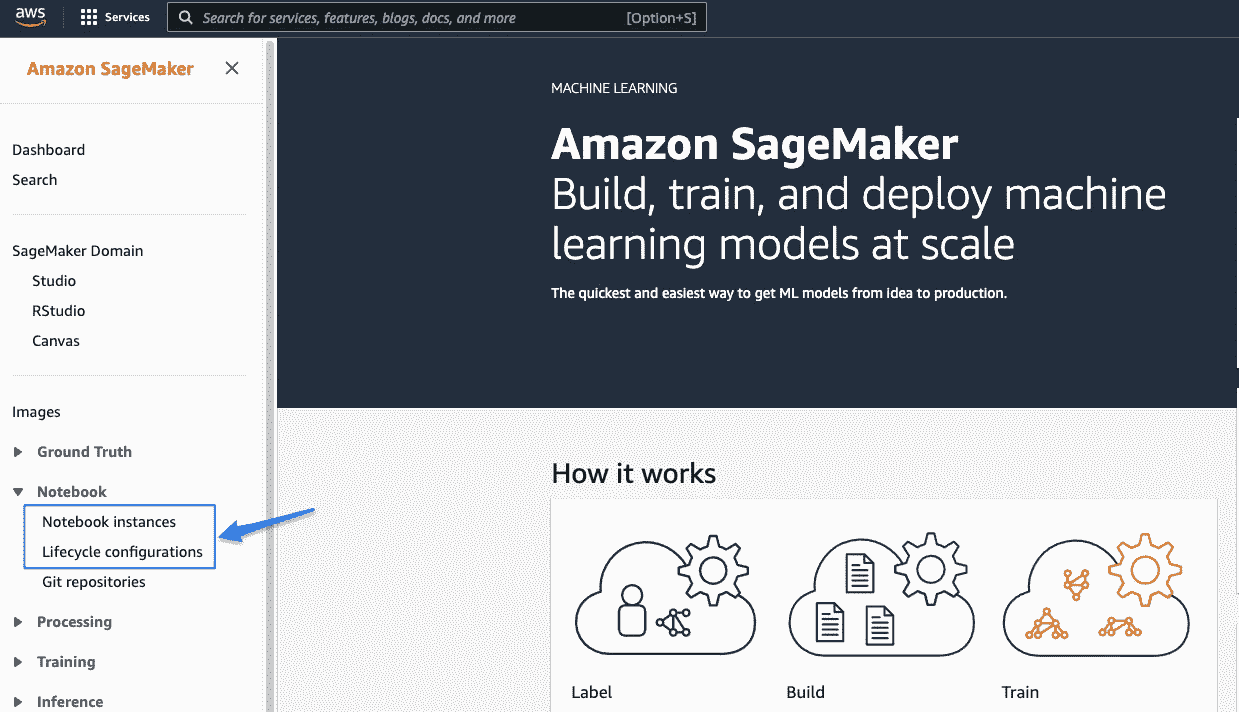 aws
Services
Search for services, features, blogs, docs, and more
[Option+S]
Amazon SageMaker
Dashboard
Search
SageMaker Domain
Studio
RStudio
Canvas
Images
Ground Truth
Notebook
Notebook instances
Lifecycle configurations
Git repositories
Processing
Training
Inference
MACHINE LEARNING
Amazon SageMaker
Build, train, and deploy machine
learning models at scale
The quickest and easiest way to get ML models from idea to production.
How it works
Label
Build
Train